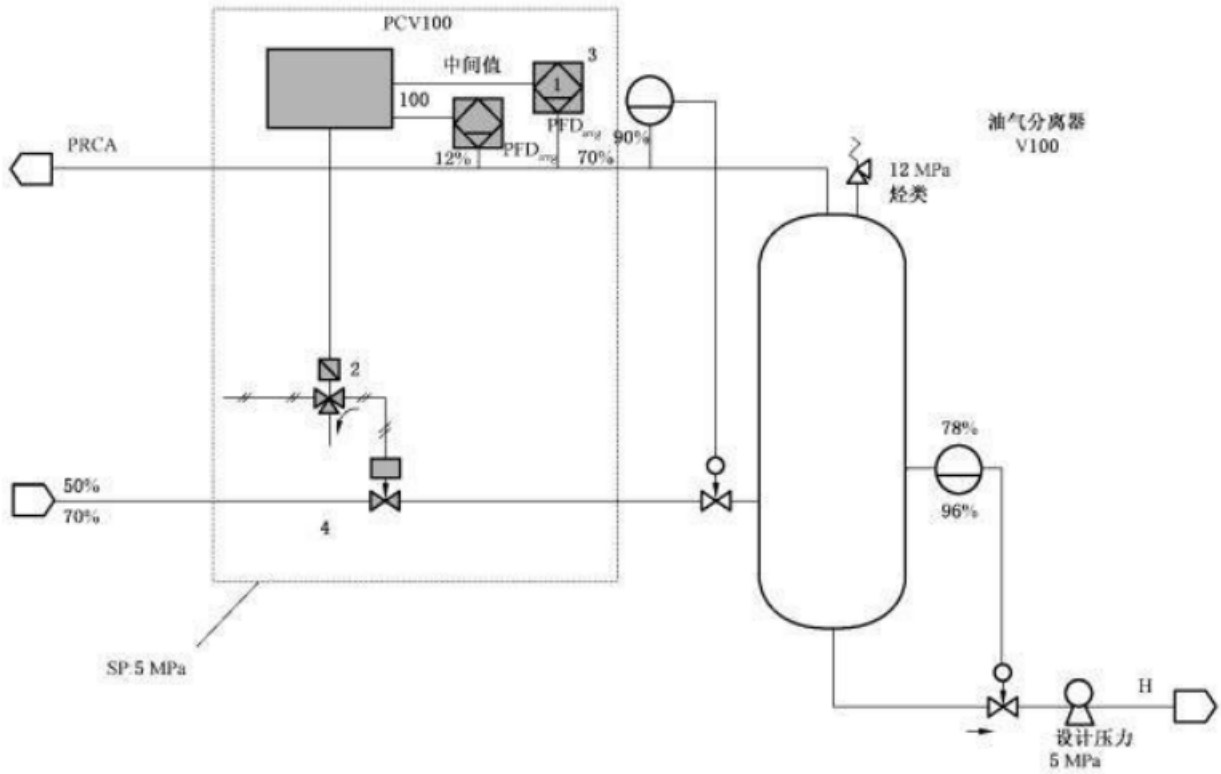 PCV100
3
中间值
1
100
PFDavg
90%
油气分离器
V100
PRCA
12%
PFDavg
70%
12 MPa
烃类
2
78%
50%
96%
70%
4
SP:5 MPa
H
设计压力
5 MPa